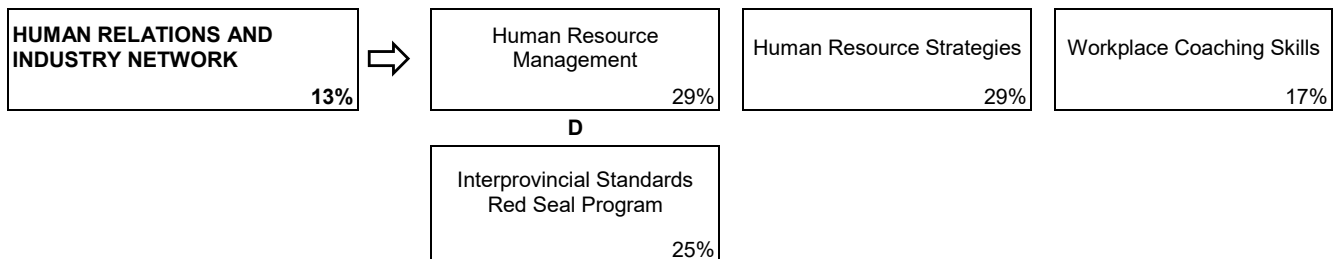 HUMAN RELATIONS AND
INDUSTRY NETWORK
13%
Human Resource
Management
29%
Human Resource Strategies
29%
Workplace Coaching Skills
17%
D
Interprovincial Standards
Red Seal Program
25%